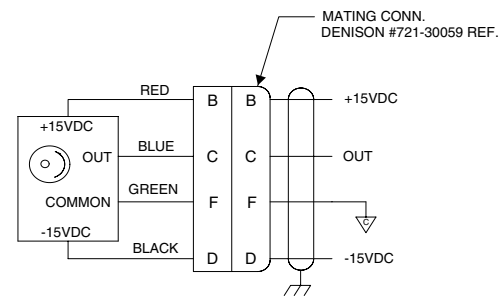 MATING CONN.
DENISON #721-30059 REF.
RED
B
B
+15VDC
+15VDC
OUT
BLUE
C
C
OUT
GREEN
COMMON
F
F
C
-15VDC
BLACK
D
D
-15VDC